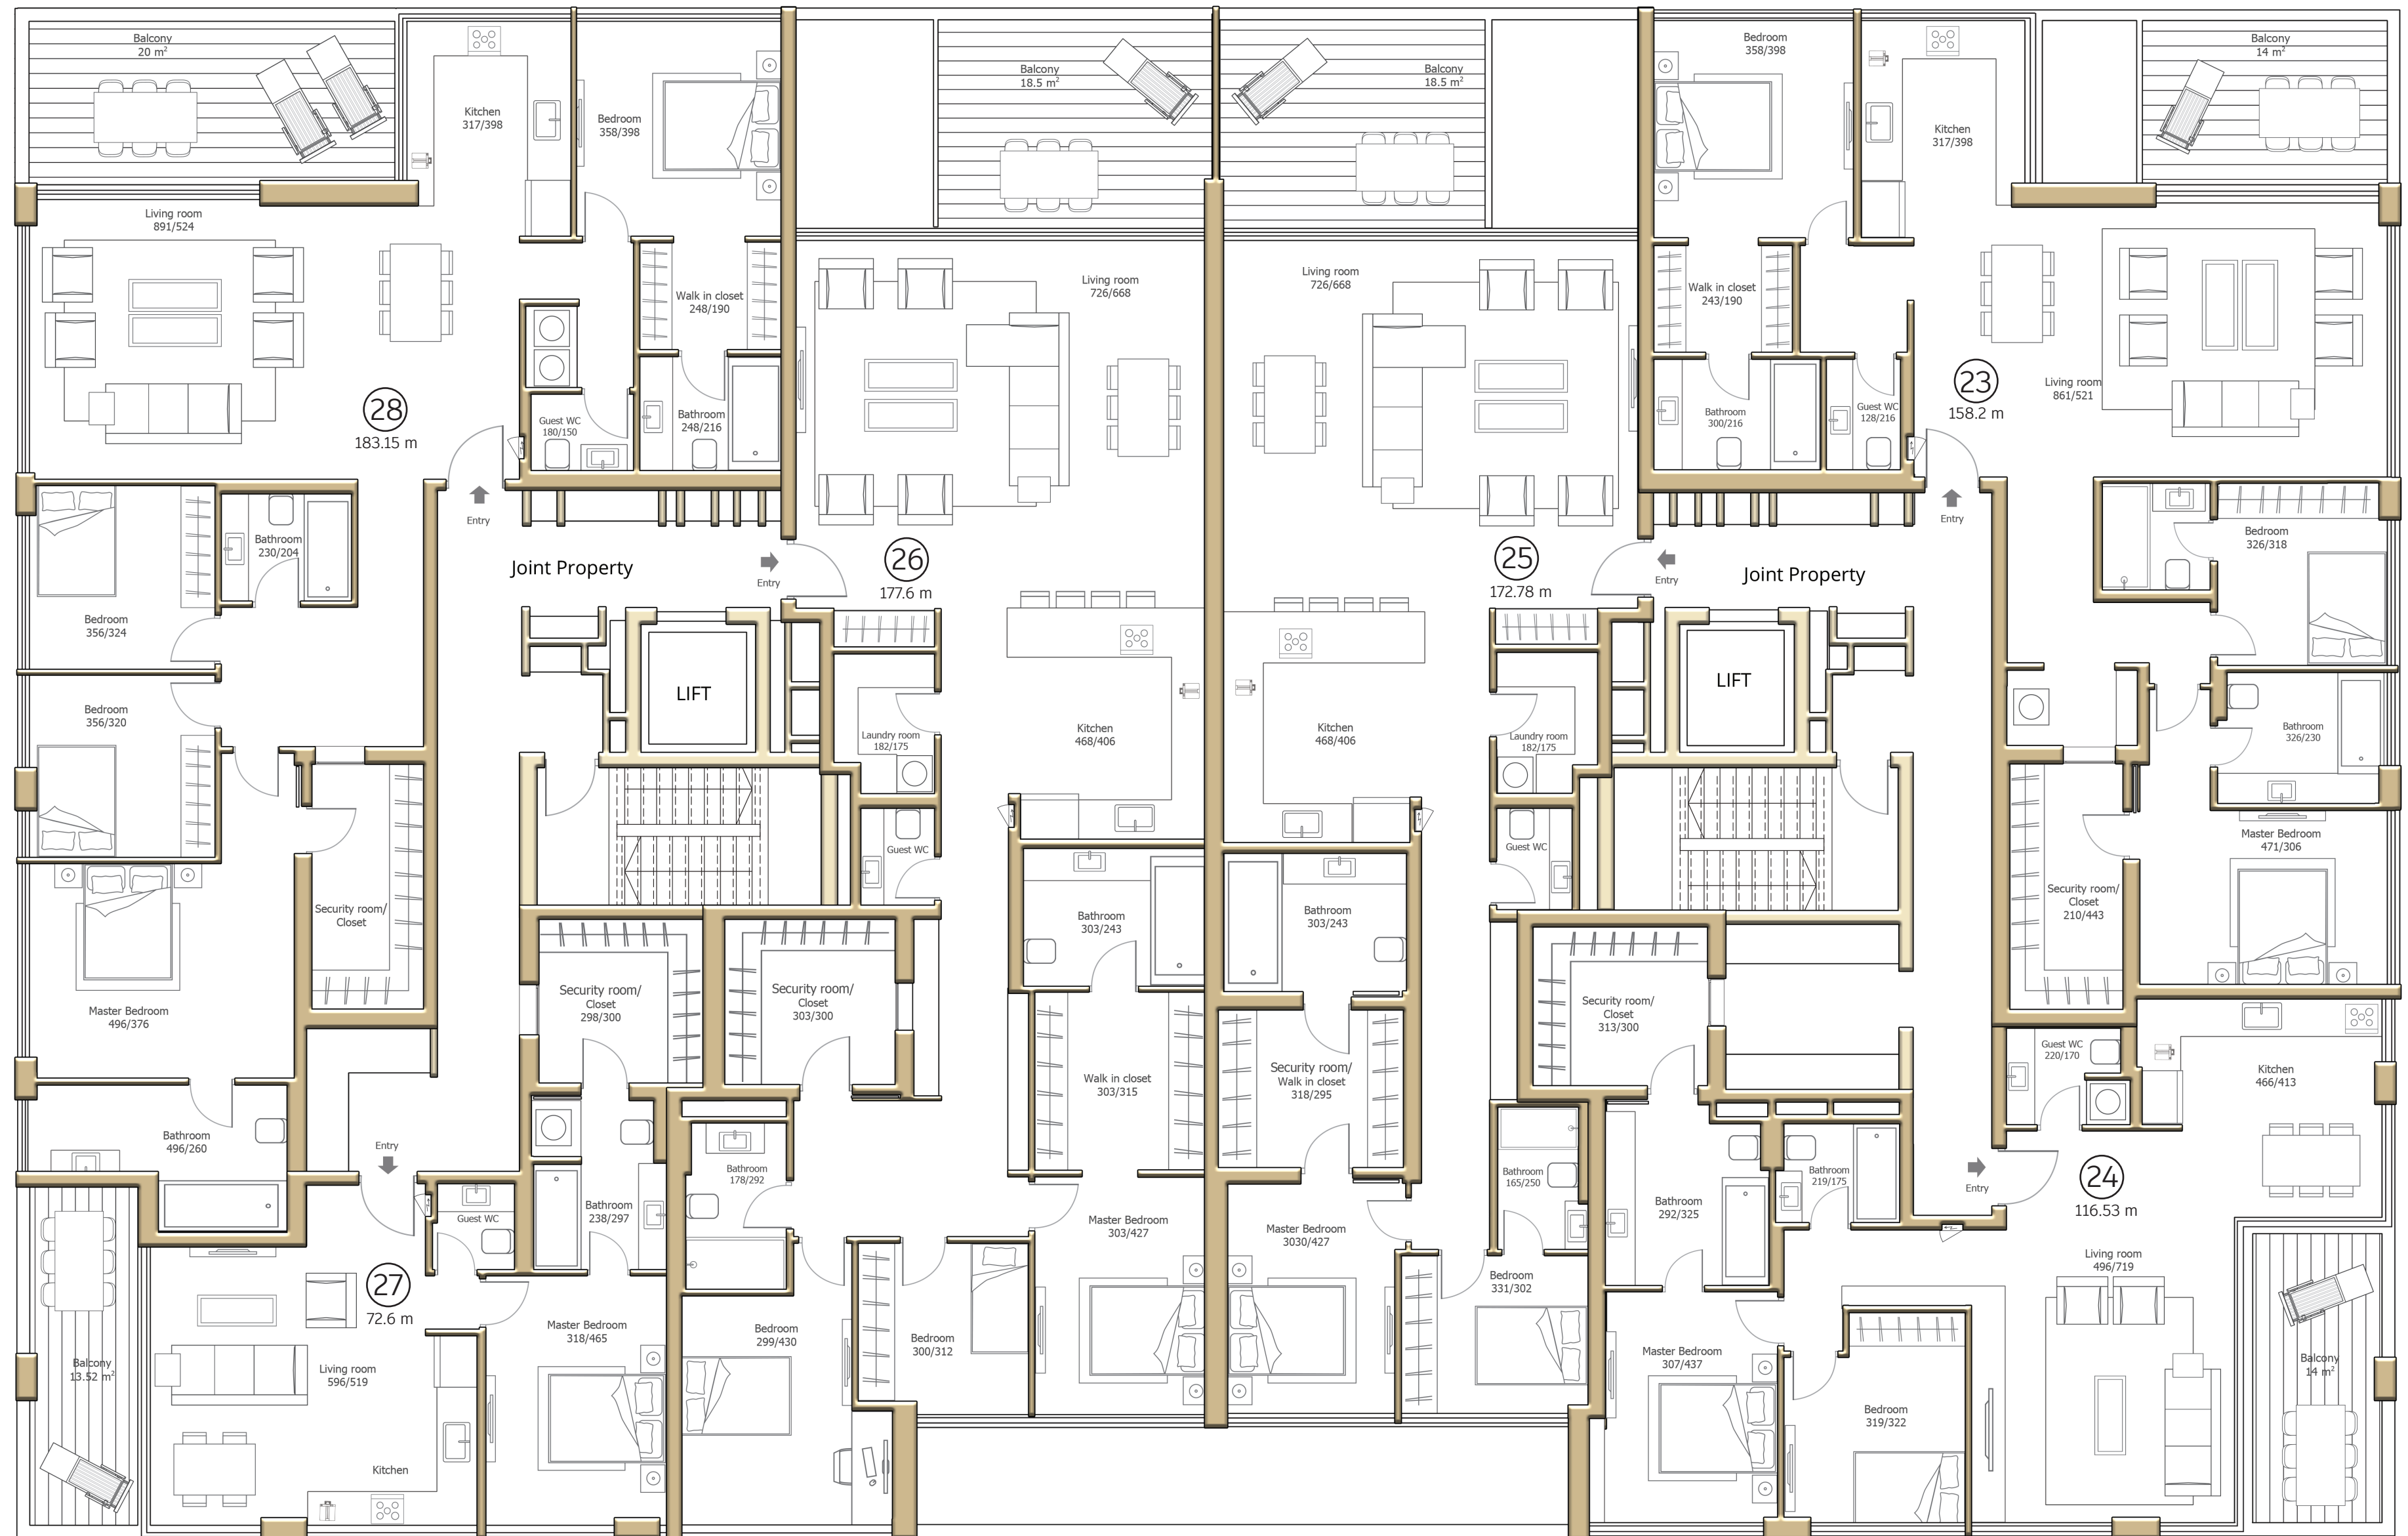 Balcony
20 m²
Kitchen
317/398
Bedroom
358/398
Living room
891/524
Walk in closet
248/190
28
183.15 m
Guest WC
180/150
Bathroom
248/216
Entry
Bathroom
230/204
Bedroom
356/324
Bedroom
356/320
Security room/
Closet
Master Bedroom
496/376
Bathroom
496/260
Joint Property
LIFT
Balcony
18.5 m²
Living room
726/668
Entry
26
177.6 m
Laundry room
182/175
Kitchen
468/406
Guest WC
Bathroom
303/243
Security room/
Closet
298/300
Security room/
Closet
303/300
Walk in closet
303/315
Bathroom
178/292
Master Bedroom
303/427
Bedroom
299/430
Bedroom
300/312
Entry
Guest WC
Bathroom
238/297
27
72.6 m
Master Bedroom
318/465
Balcony
13.52 m²
Living room
596/519
Kitchen
Balcony
18.5 m²
Living room
726/668
25
172.78 m
Entry
Kitchen
468/406
Laundry room
182/175
Guest WC
Bathroom
303/243
Security room/
Walk in closet
318/295
Security room/
Closet
313/300
Master Bedroom
3030/427
Bathroom
165/250
Bedroom
331/302
Joint Property
LIFT
Bedroom
358/398
Kitchen
317/398
Balcony
14 m²
Walk in closet
243/190
Bathroom
300/216
Guest WC
128/216
23
158.2 m
Living room
861/521
Entry
Bedroom
326/318
Bathroom
326/230
Master Bedroom
471/306
Security room/
Closet
210/443
Guest WC
220/170
Kitchen
466/413
Entry
24
116.53 m
Bathroom
292/325
Bathroom
219/175
Living room
496/719
Master Bedroom
307/437
Bedroom
319/322
Balcony
14 m²